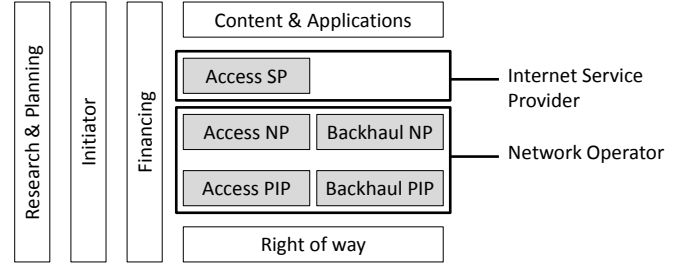 Research & Planning
Initiator
Financing
Content & Applications
Access SP
Internet Service
Provider
Access NP
Backhaul NP
Network Operator
Access PIP
Backhaul PIP
Right of way